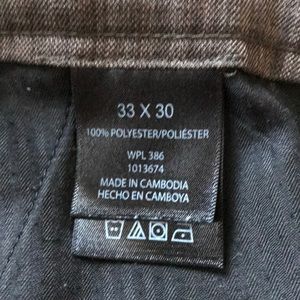 33 X 30
100% POLYESTER/POLIÉSTER
WPL 386
1013674
MADE IN CAMBODIA
HECHO EN CAMBOYA